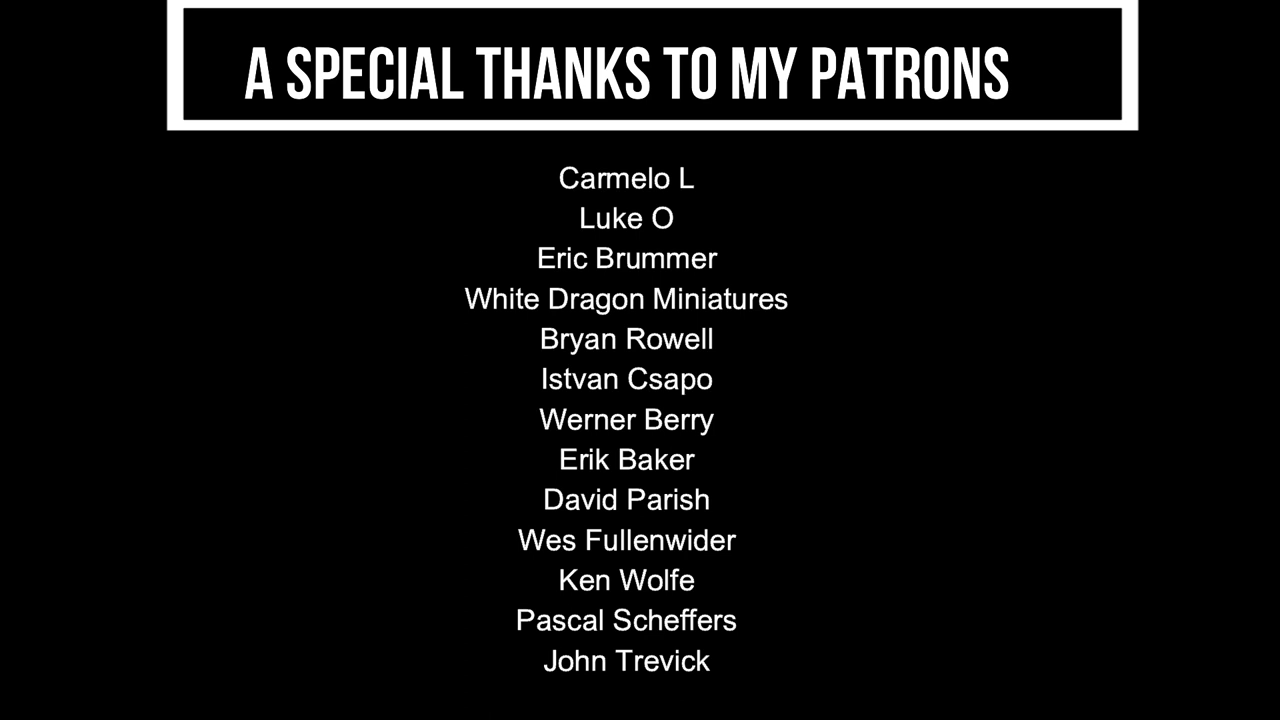 A SPECIAL THANKS TO MY PATRONS
Carmelo L
Luke O
Eric Brummer
White Dragon Miniatures
Bryan Rowell
Istvan Csapo
Werner Berry
Erik Baker
David Parish
Wes Fullenwider
Ken Wolfe
Pascal Scheffers
John Trevick